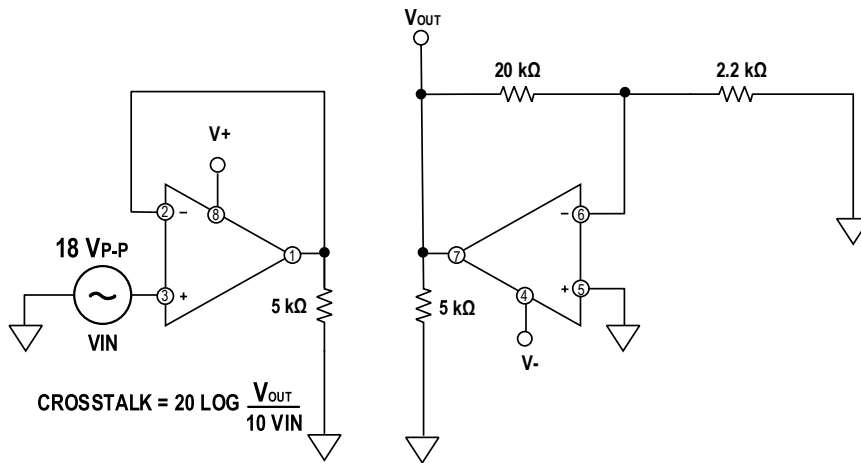 VOUT
20 kΩ
2.2 kΩ
V+
2
−
8
6
−
18 VP-P
1
7
3
+
5 kΩ
5 kΩ
4
+
5
VIN
V-
CROSSTALK = 20 LOG VOUT
10 VIN